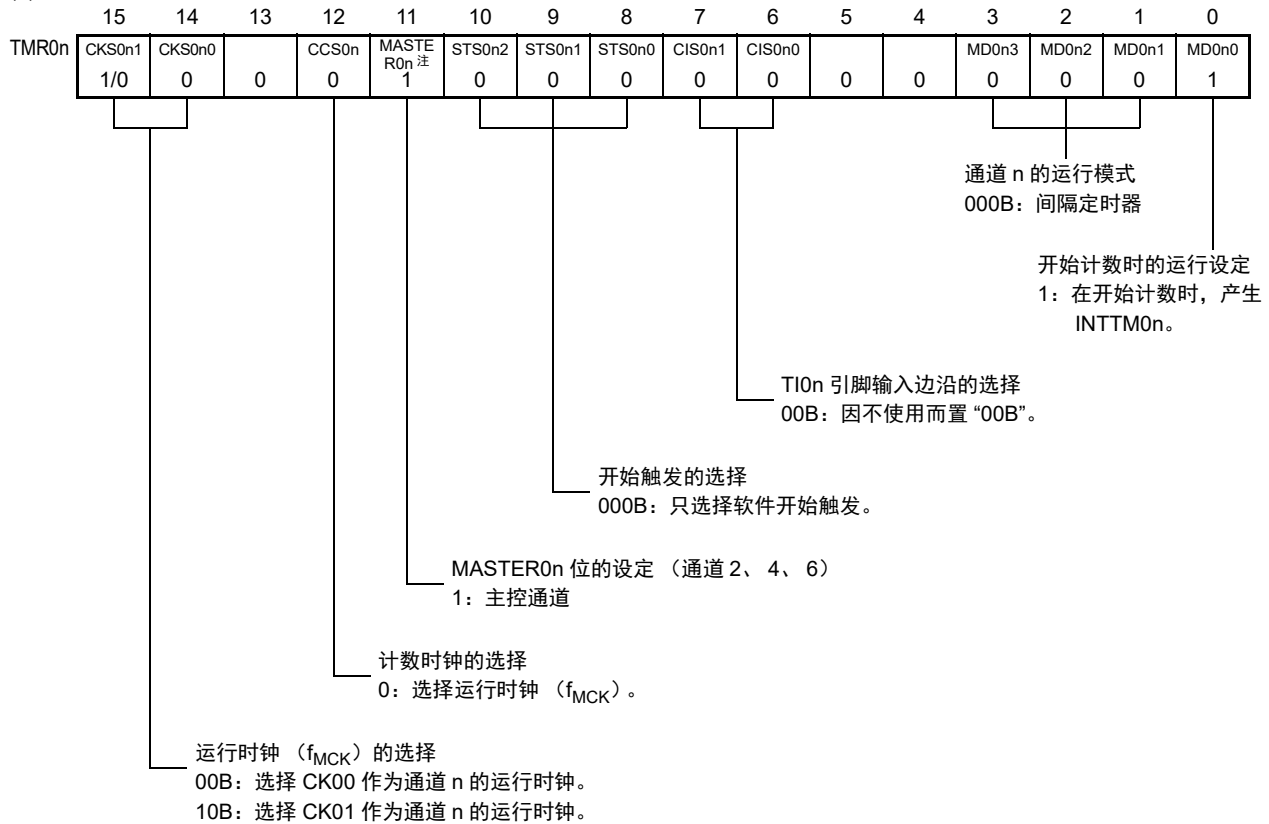 15 14 13 12 11 10 9 8 7 6 5 4 3 2 1 0
TMR0n CKS0n1 CKS0n0 CCS0n MASTE STS0n2 STS0n1 STS0n0 CIS0n1 CIS0n0 MD0n3 MD0n2 MD0n1 MD0n0
R0n 注
1/0 0 0 0 1 0 0 0 0 0 0 0 0 0 0 1
通道 n 的运行模式
000B：间隔定时器
开始计数时的运行设定
1：在开始计数时，产生
INTTM0n。
TI0n 引脚输入边沿的选择
00B：因不使用而置 “00B”。
开始触发的选择
000B：只选择软件开始触发。
MASTER0n 位的设定 （通道 2、 4、 6）
1：主控通道
计数时钟的选择
0：选择运行时钟 （fMCK）。
运行时钟 （fMCK）的选择
00B：选择 CK00 作为通道 n 的运行时钟。
10B：选择 CK01 作为通道 n 的运行时钟。